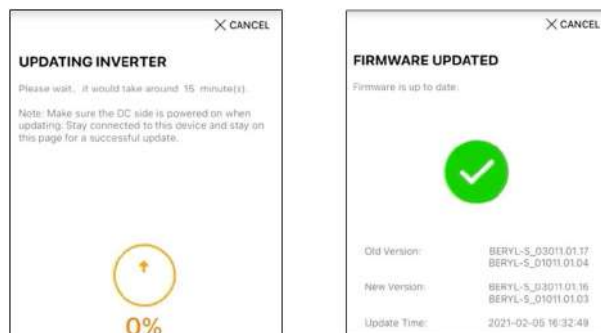 CANCEL
UPDATING INVERTER
Please wait, it would take around 15 minute(s).
Note: Make sure the DC side is powered on when
updating. Stay connected to this device and stay on
this page for a successful update.
0%
CANCEL
FIRMWARE UPDATED
Firmware is up to date.
Old Version: BERYL-S_03011.01.17
BERYL-S_01011.01.04
New Version: BERYL-S_03011.01.16
BERYL-S_01011.01.03
Update Time: 2021-02-05 16:32:49